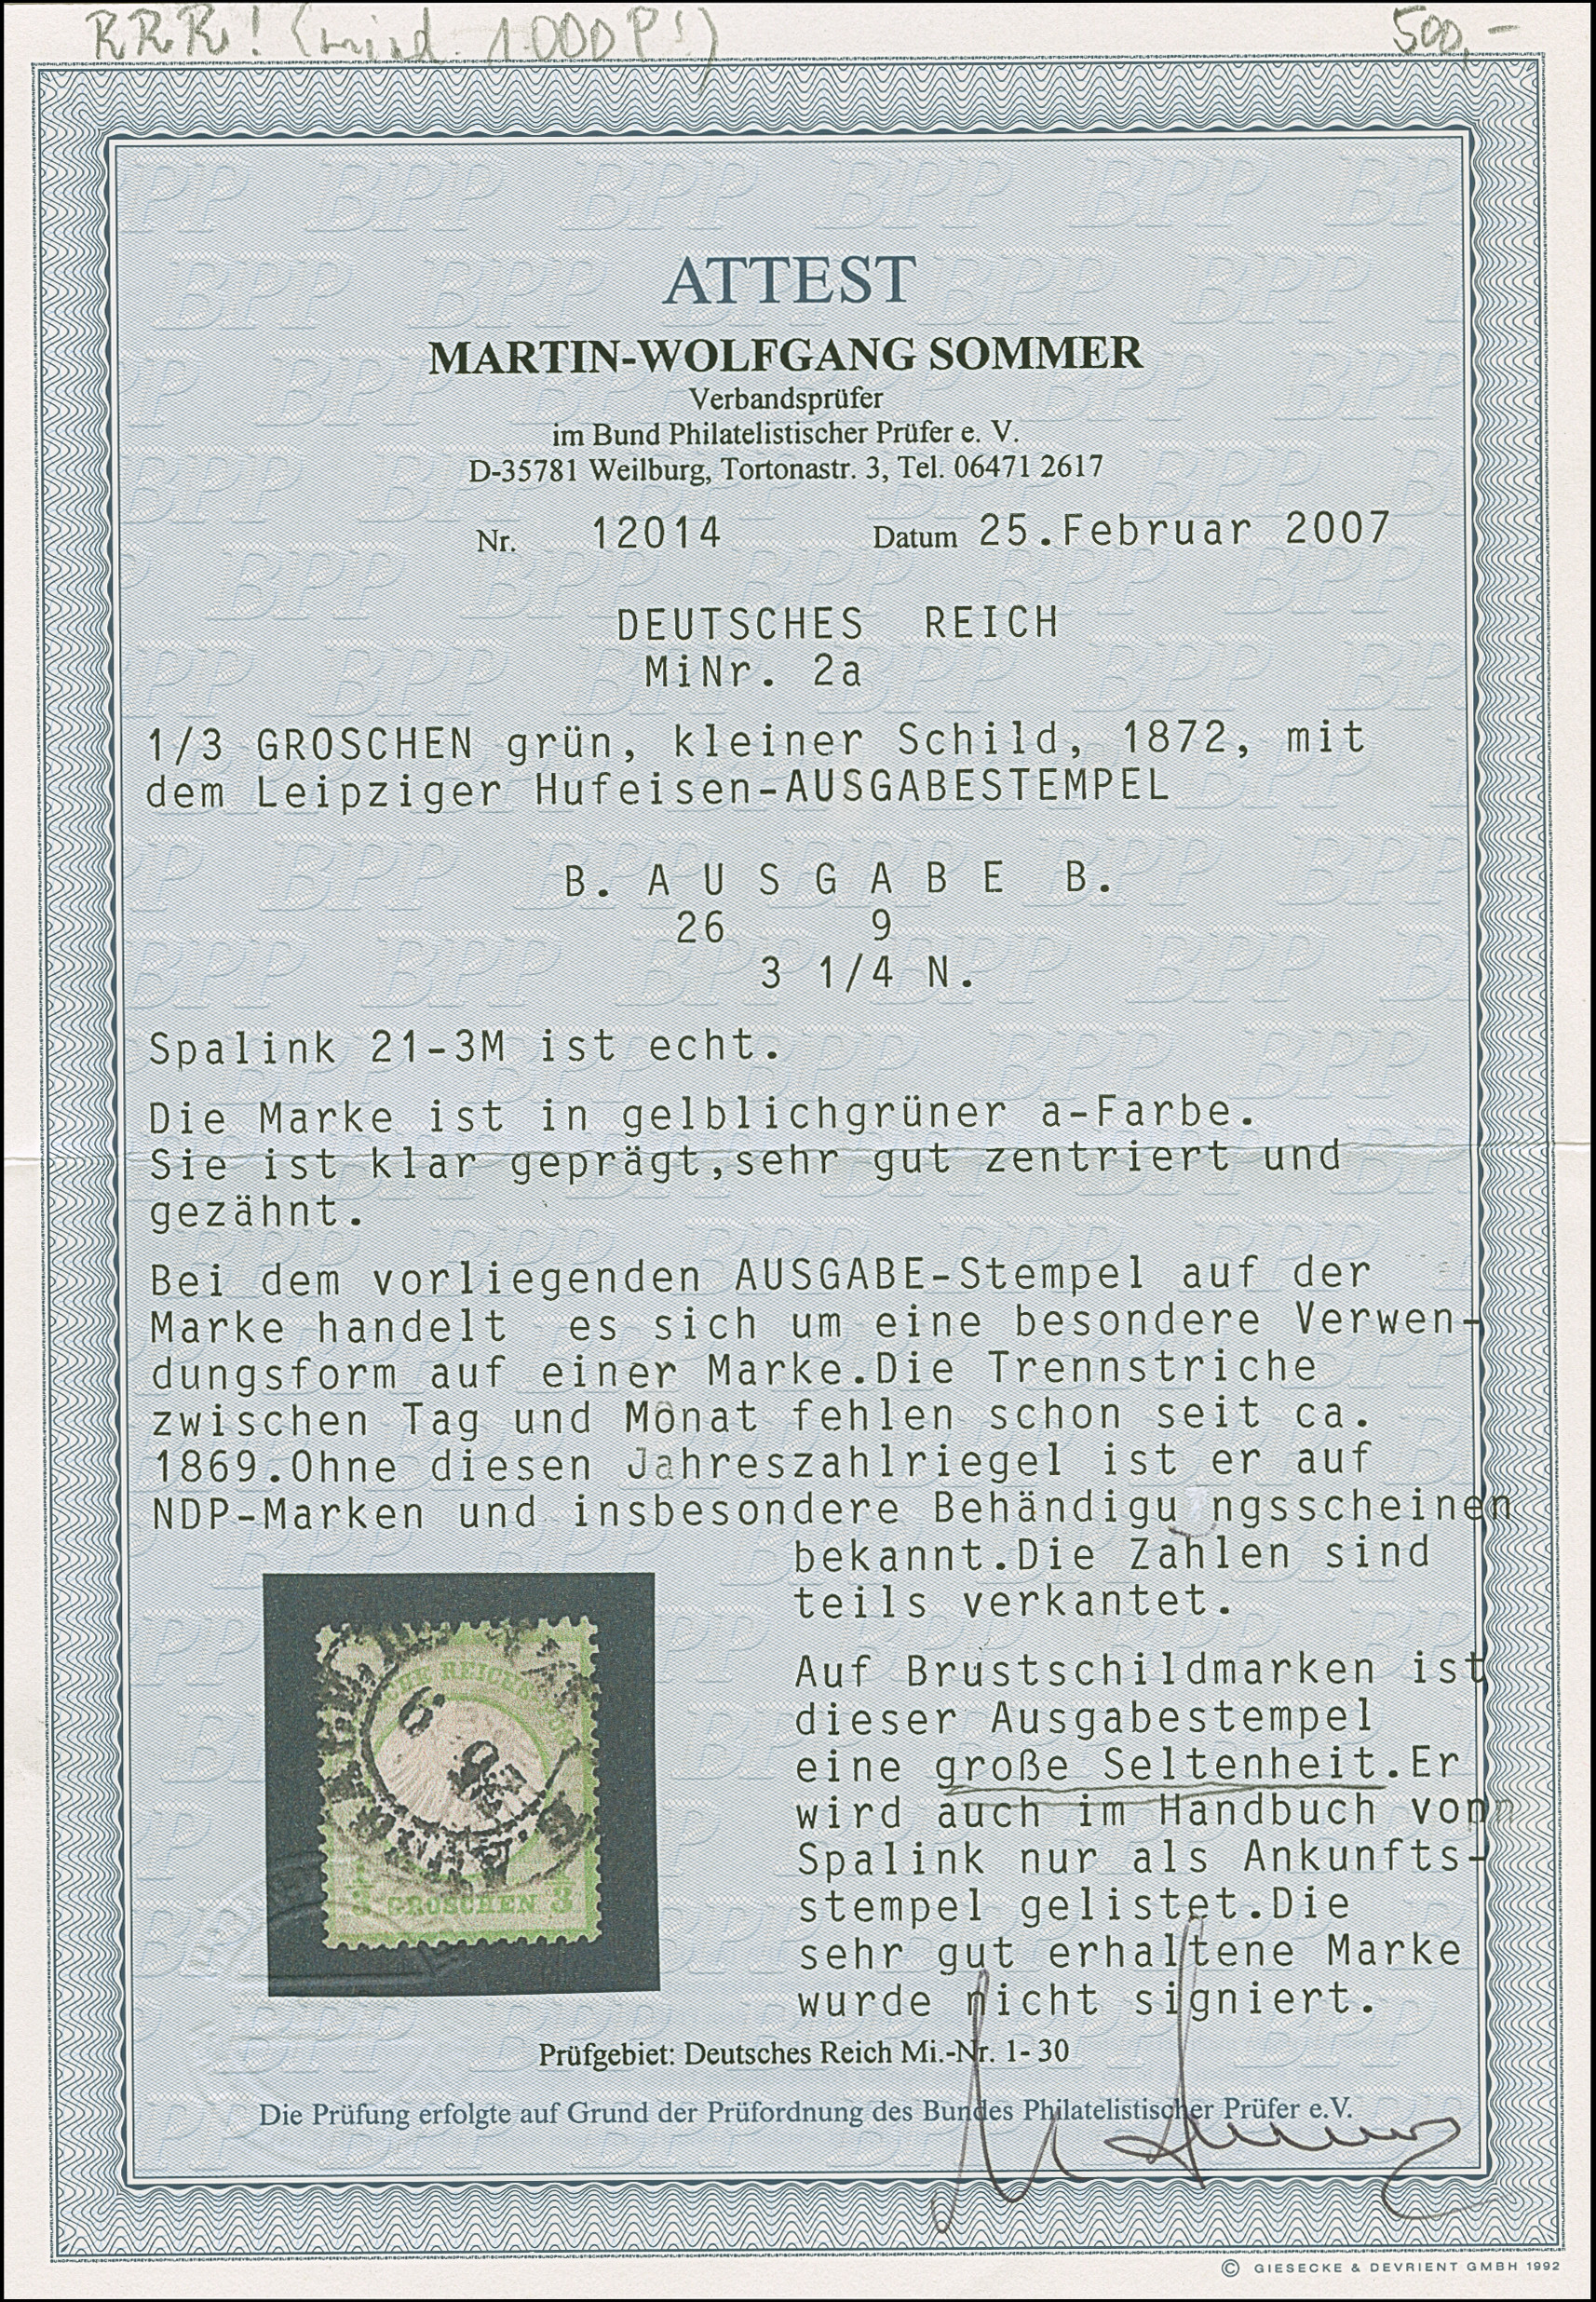 RRR! (mind. 1.000 P!)
500,-
ATTEST
MARTIN-WOLFGANG SOMMER
Verbandsprüfer
im Bund Philatelistischer Prüfer e. V.
D-35781 Weilburg, Tortonastr. 3, Tel. 06471 2617
Nr. 12014 Datum 25.Februar 2007
DEUTSCHES REICH
MiNr. 2a
1/3 GROSCHEN grün, kleiner Schild, 1872, mit
dem Leipziger Hufeisen-AUSGABESTEMPEL
B. A U S G A B E B.
26 9
3 1/4 N.
Spalink 21-3M ist echt.
Die Marke ist in gelblichgrüner a-Farbe.
Sie ist klar geprägt,sehr gut zentriert und
gezähnt.
Bei dem vorliegenden AUSGABE-Stempel auf der
Marke handelt es sich um eine besondere Verwen-
dungsform auf einer Marke.Die Trennstriche
zwischen Tag und Monat fehlen schon seit ca.
1869.Ohne diesen Jahreszahlriegel ist er auf
NDP-Marken und insbesondere Behändigu ngsscheinen
bekannt.Die Zahlen sind
teils verkantet.
Auf Brustschildmarken ist
dieser Ausgabestempel
eine große Seltenheit.Er
wird auch im Handbuch von
Spalink nur als Ankunfts-
stempel gelistet.Die
sehr gut erhaltene Marke
wurde nicht signiert.
REICHS
1/3 GROSCHEN 1/3
Prüfgebiet: Deutsches Reich Mi.-Nr. 1- 30
Die Prüfung erfolgte auf Grund der Prüfordnung des Bundes Philatelistischer Prüfer e.V.
© GIESECKE & DEVRIENT GMBH 1992